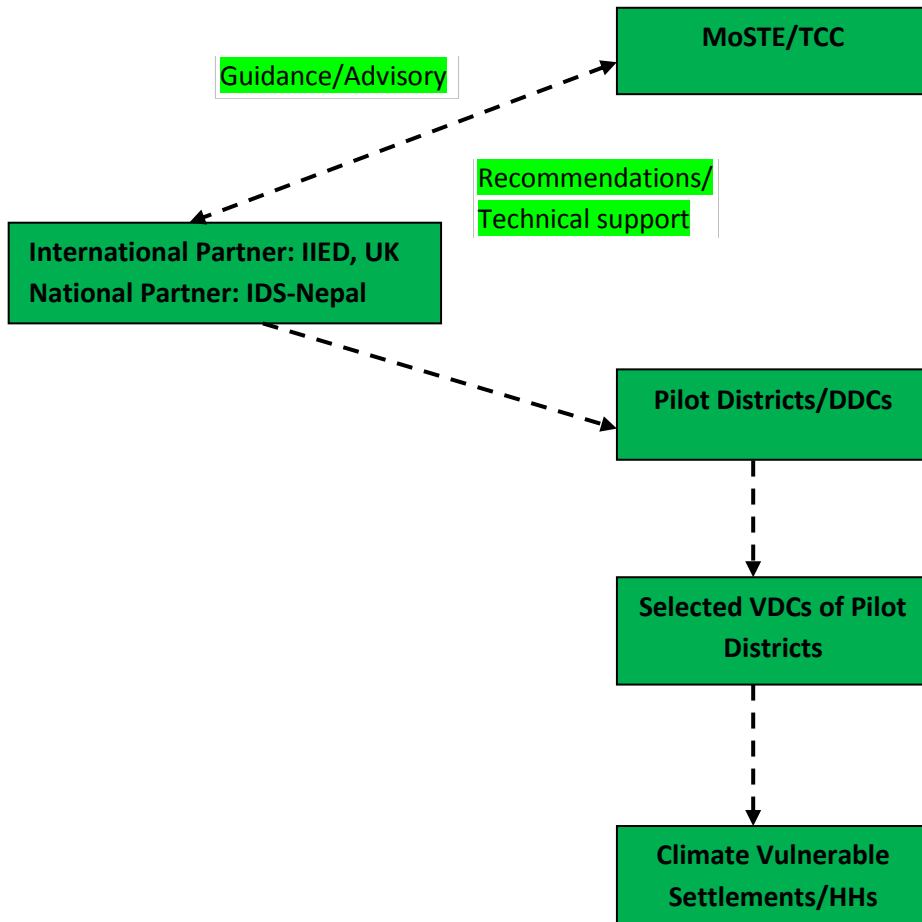 MoSTE/TCC
Guidance/Advisory
Recommendations/
Technical support
International Partner: IIED, UK
National Partner: IDS-Nepal
Pilot Districts/DDCs
Selected VDCs of Pilot
Districts
Climate Vulnerable
Settlements/HHs